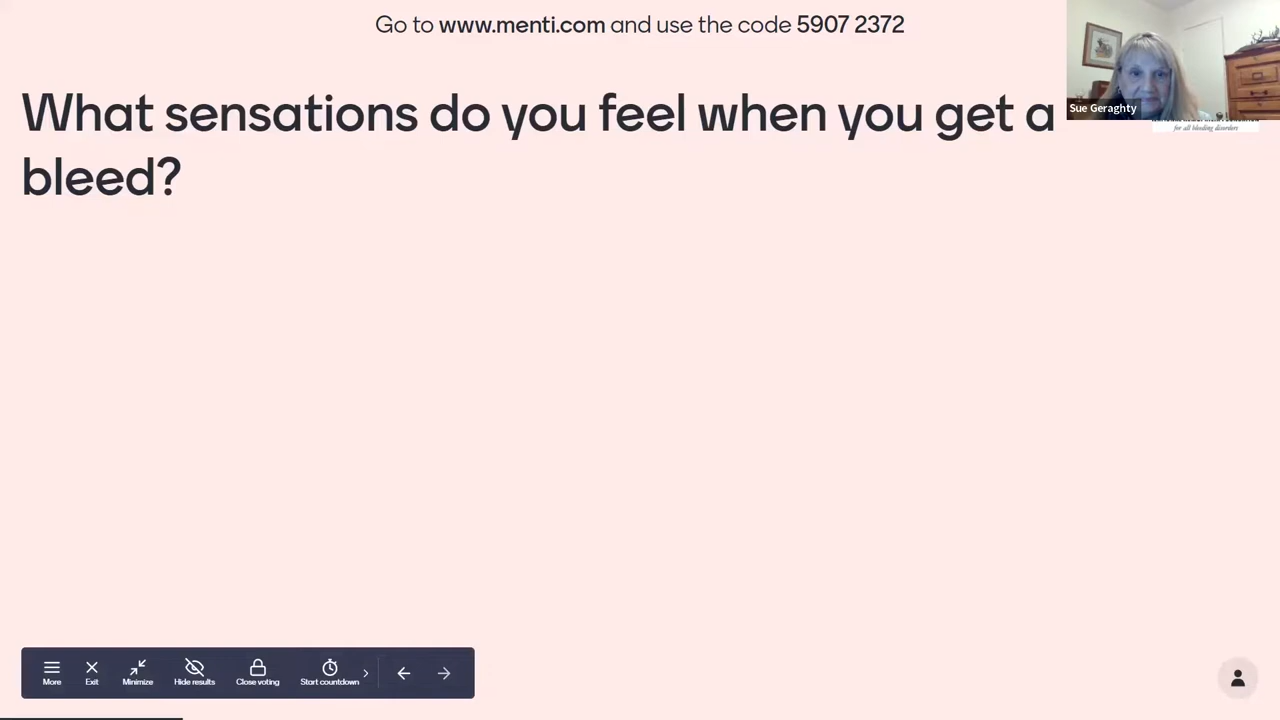 Go to www.menti.com and use the code 5907 2372
What sensations do you feel when you get a
bleed?
Sue Geraghty
for all bleeding disorders
More
Exit
Minimize
Hide results
Close voting
Start countdown